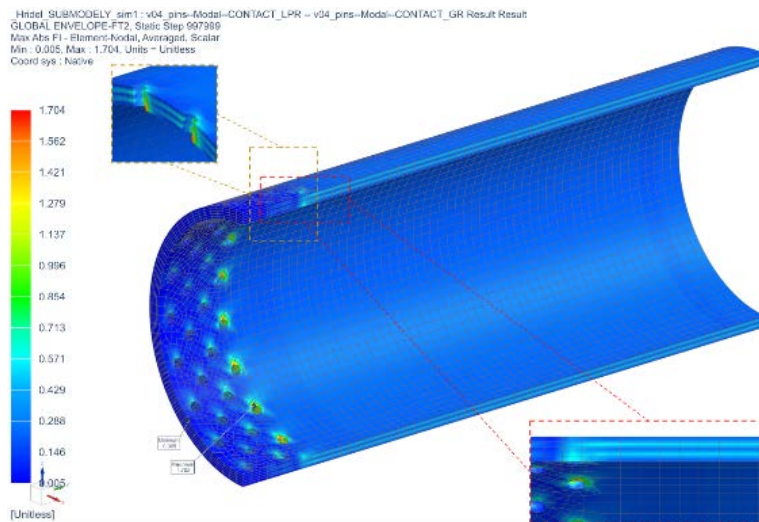 _Hridel_SUBMODELY_sim1 : v04_pins--Modal--CONTACT_LPR -- v04_pins--Modal--CONTACT_GR Result Result
GLOBAL ENVELOPE-FT2, Static Step 997999
Max Abs FI - Element-Nodal, Averaged, Scalar
Min : 0.005, Max : 1.704, Units = Unitless
Coord sys : Native
1.704
1.562
1.421
1.279
1.137
0.996
0.854
0.713
0.571
0.429
0.288
0.146
0.005
[Unitless]